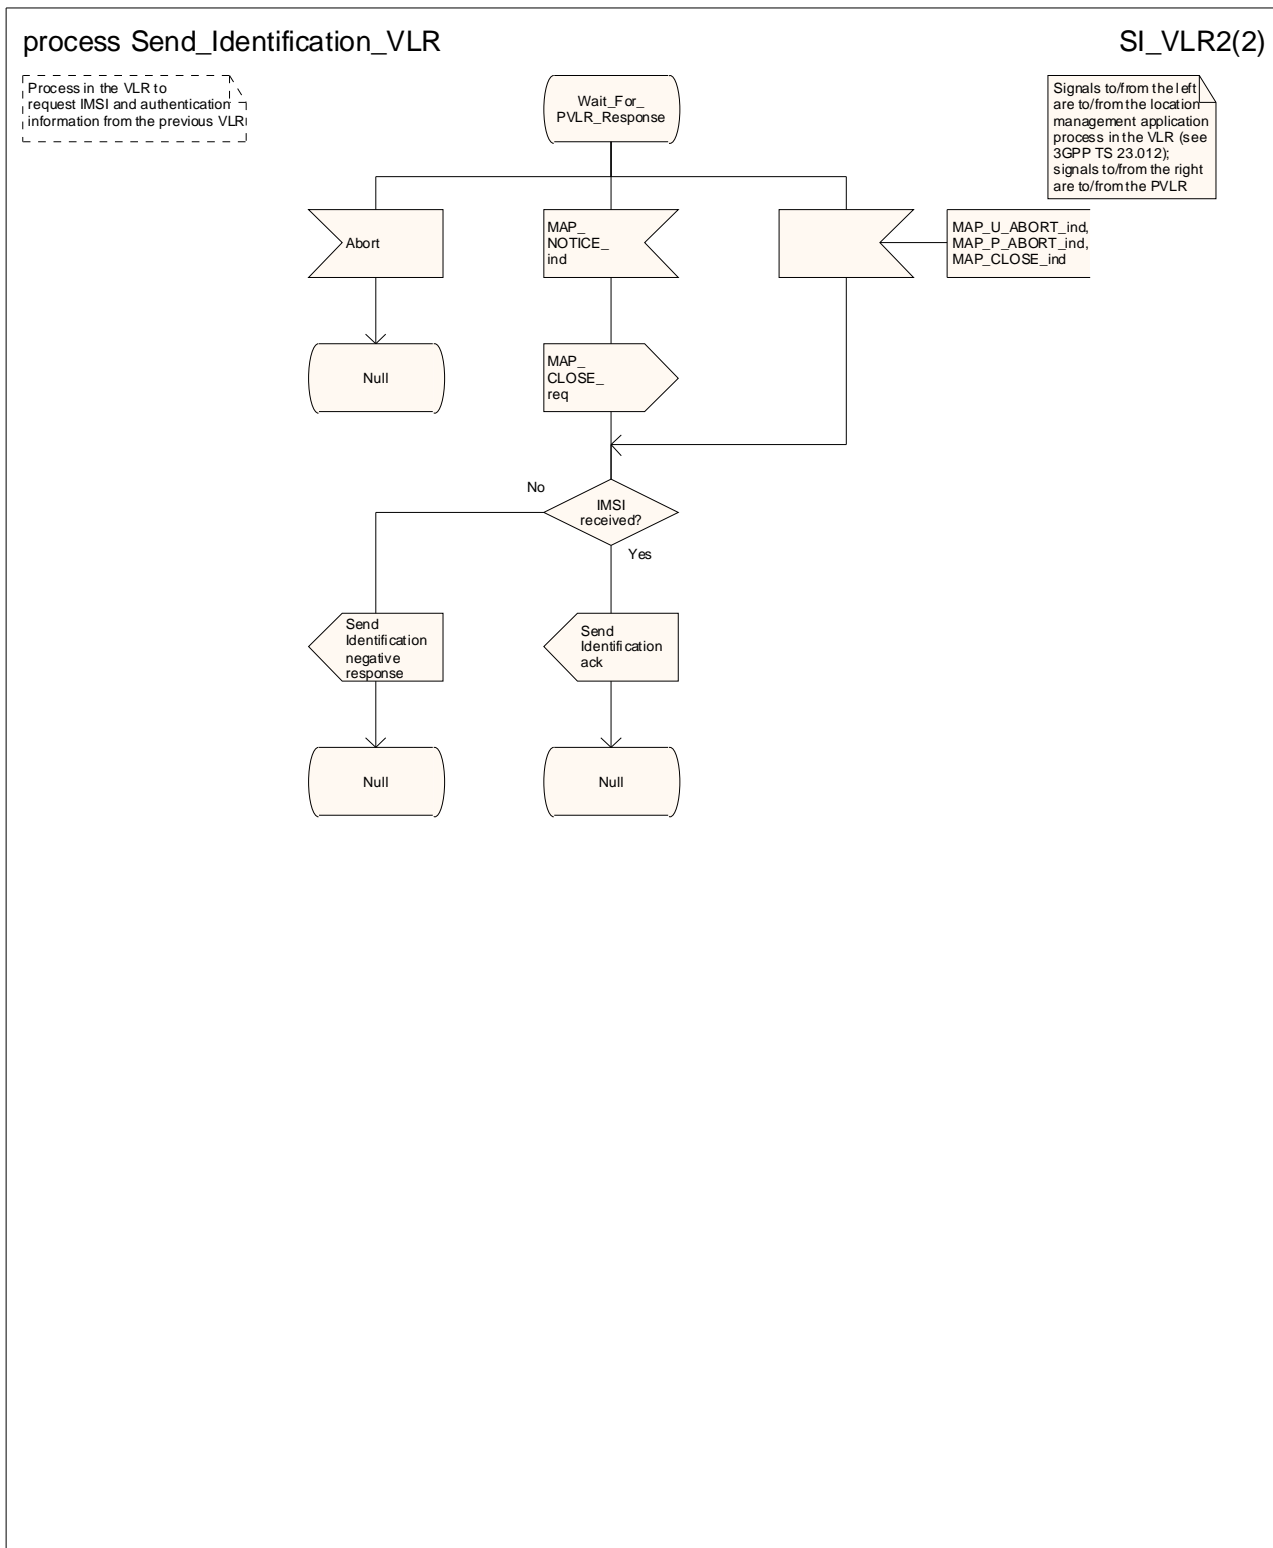 process Send_Identification_VLR
SI_VLR2(2)
Process in the VLR to
request IMSI and authentication
information from the previous VLR
Wait_For_
PVLR_Response
Signals to/from the left
are to/from the location
management application
process in the VLR (see
3GPP TS 23.012);
signals to/from the right
are to/from the PVLR
Abort
MAP_
NOTICE_
ind
MAP_U_ABORT_ind,
MAP_P_ABORT_ind,
MAP_CLOSE_ind
Null
MAP_
CLOSE_
req
No
IMSI
received?
Yes
Send
Identification
negative
response
Send
Identification
ack
Null
Null